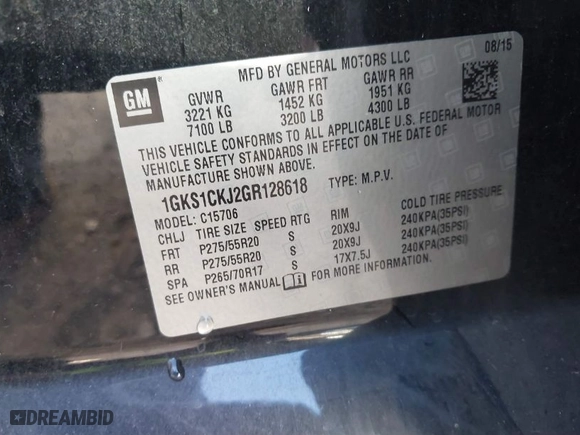 GM
MFD BY GENERAL MOTORS LLC
08/15
GVWR GAWR FRT GAWR RR
3221 KG 1452 KG 1951 KG
7100 LB 3200 LB 4300 LB
THIS VEHICLE CONFORMS TO ALL APPLICABLE U.S. FEDERAL MOTOR
VEHICLE SAFETY STANDARDS IN EFFECT ON THE DATE OF
MANUFACTURE SHOWN ABOVE.
1GKS1CKJ2GR128618 TYPE: M.P.V.
MODEL: C15706
CHLJ TIRE SIZE SPEED RTG RIM COLD TIRE PRESSURE
FRT P275/55R20 S 20X9J 240KPA(35PSI)
RR P275/55R20 S 20X9J 240KPA(35PSI)
SPA P265/70R17 S 17X7.5J 240KPA(35PSI)
SEE OWNER'S MANUAL FOR MORE INFORMATION.
DREAMBID